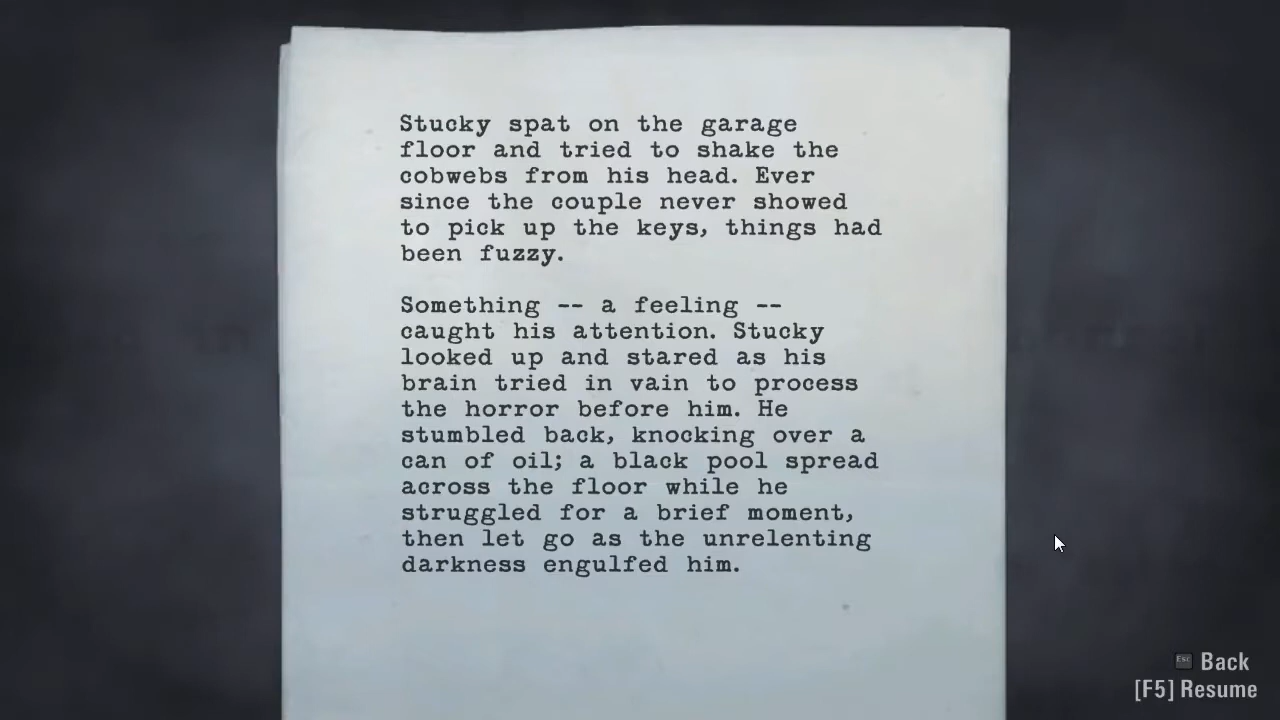 Stucky spat on the garage
floor and tried to shake the
cobwebs from his head. Ever
since the couple never showed
to pick up the keys, things had
been fuzzy.
Something -- a feeling --
caught his attention. Stucky
looked up and stared as his
brain tried in vain to process
the horror before him. He
stumbled back, knocking over a
can of oil; a black pool spread
across the floor while he
struggled for a brief moment,
then let go as the unrelenting
darkness engulfed him.
Esc Back
[F5] Resume